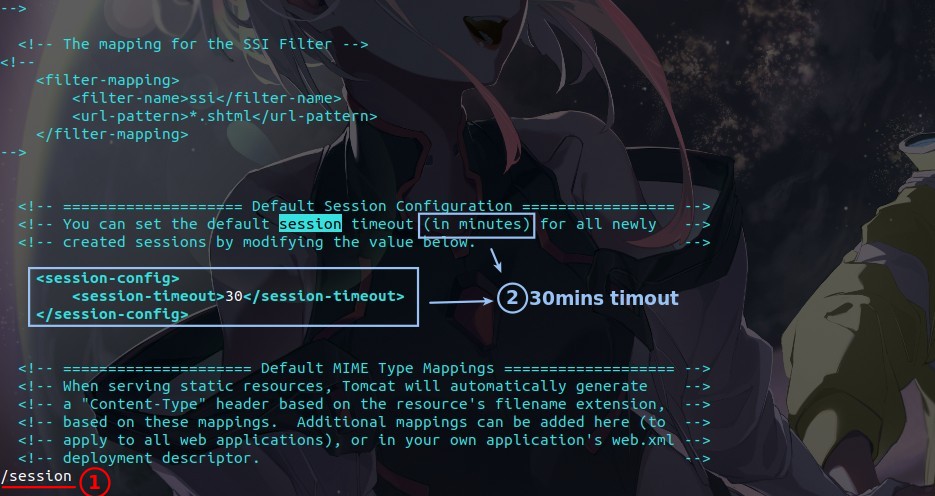 -->
<!-- The mapping for the SSI Filter -->
<!--
<filter-mapping>
<filter-name>ssi</filter-name>
<url-pattern>*.shtml</url-pattern>
</filter-mapping>
-->
<!-- ==================== Default Session Configuration ================= -->
<!-- You can set the default session timeout (in minutes) for all newly   -->
<!-- created sessions by modifying the value below.                       -->
<session-config>
<session-timeout>30</session-timeout>
</session-config>
2 30mins timout
<!-- ===================== Default MIME Type Mappings =================== -->
<!-- When serving static resources, Tomcat will automatically generate    -->
<!-- a "Content-Type" header based on the resource's filename extension,  -->
<!-- based on these mappings.  Additional mappings can be added here (to  -->
<!-- apply to all web applications), or in your own application's web.xml -->
<!-- deployment descriptor.                                               -->
/session 1